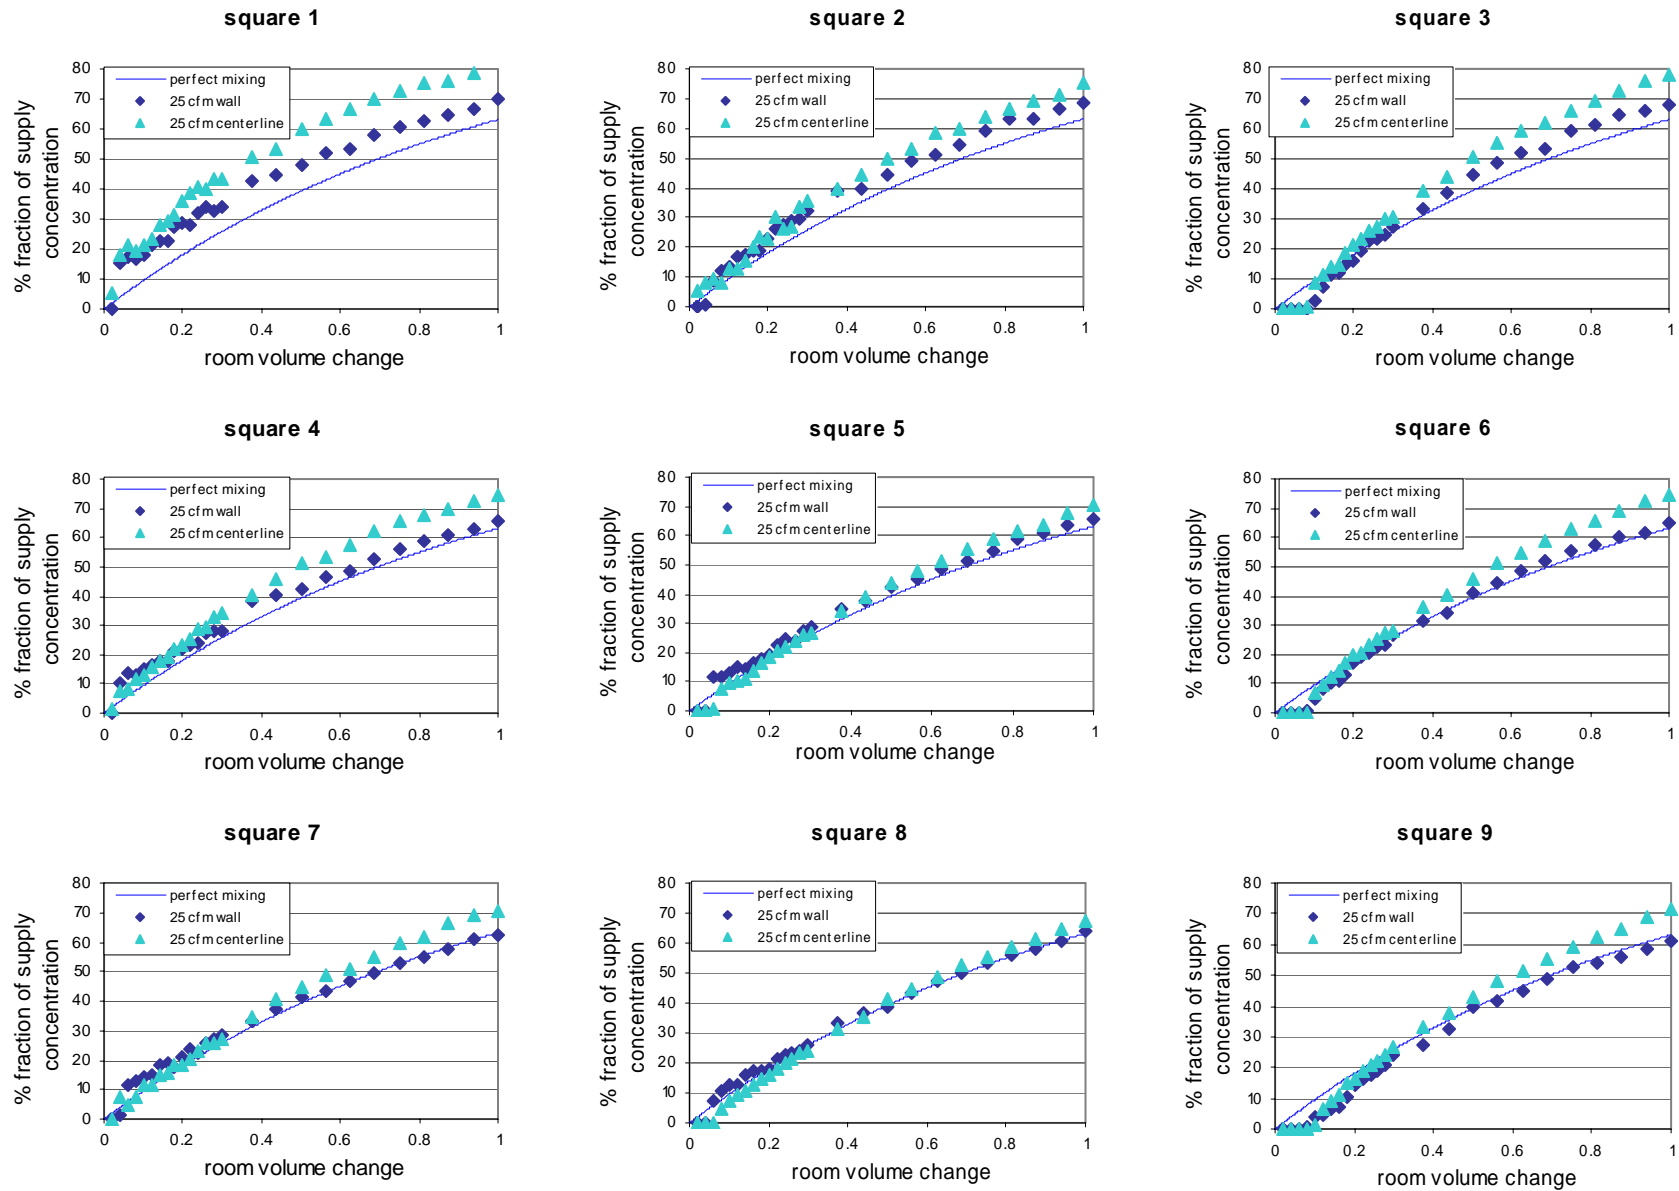 square 1
80
70
60
50
40
30
20
10
0
% fraction of supply
concentration
perfect mixing
25 cfm wall
25 cfm centerline
0 0.2 0.4 0.6 0.8 1
room volume change
square 2
80
70
60
50
40
30
20
10
0
% fraction of supply
concentration
perfect mixing
25 cfm wall
25 cfm centerline
0 0.2 0.4 0.6 0.8 1
room volume change
square 3
80
70
60
50
40
30
20
10
0
% fraction of supply
concentration
perfect mixing
25 cfm wall
25 cfm centerline
0 0.2 0.4 0.6 0.8 1
room volume change
square 4
80
70
60
50
40
30
20
10
0
% fraction of supply
concentration
perfect mixing
25 cfm wall
25 cfm centerline
0 0.2 0.4 0.6 0.8 1
room volume change
square 5
80
70
60
50
40
30
20
10
0
% fraction of supply
concentration
perfect mixing
25 cfm wall
25 cfm centerline
0 0.2 0.4 0.6 0.8 1
room volume change
square 6
80
70
60
50
40
30
20
10
0
% fraction of supply
concentration
perfect mixing
25 cfm wall
25 cfm centerline
0 0.2 0.4 0.6 0.8 1
room volume change
square 7
80
70
60
50
40
30
20
10
0
% fraction of supply
concentration
perfect mixing
25 cfm wall
25 cfm centerline
0 0.2 0.4 0.6 0.8 1
room volume change
square 8
80
70
60
50
40
30
20
10
0
% fraction of supply
concentration
perfect mixing
25 cfm wall
25 cfm centerline
0 0.2 0.4 0.6 0.8 1
room volume change
square 9
80
70
60
50
40
30
20
10
0
% fraction of supply
concentration
perfect mixing
25 cfm wall
25 cfm centerline
0 0.2 0.4 0.6 0.8 1
room volume change